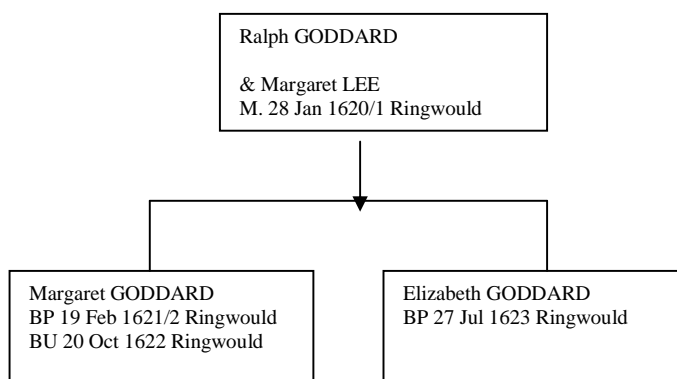 Ralph GODDARD
& Margaret LEE
M. 28 Jan 1620/1 Ringwould
Margaret GODDARD
BP 19 Feb 1621/2 Ringwould
BU 20 Oct 1622 Ringwould
Elizabeth GODDARD
BP 27 Jul 1623 Ringwould